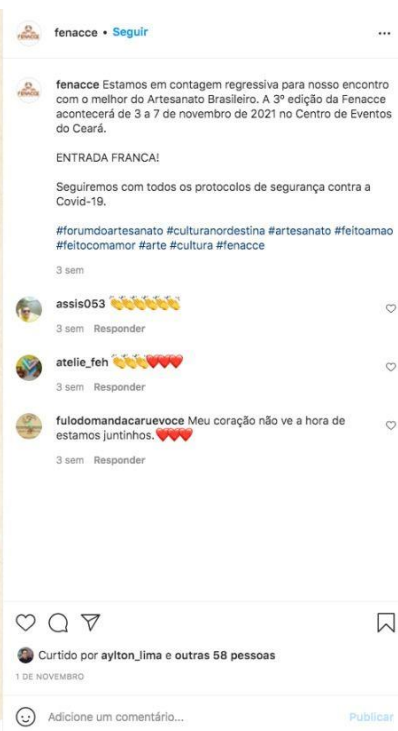 fenacce • Seguir
fenacce Estamos em contagem regressiva para nosso encontro
com o melhor do Artesanato Brasileiro. A 3º edição da Fenacce
acontecerá de 3 a 7 de novembro de 2021 no Centro de Eventos
do Ceará.
ENTRADA FRANCA!
Seguiremos com todos os protocolos de segurança contra a
Covid-19.
#forumdoartesanato #culturanordestina #artesanato #feitoamao
#feitocomamor #arte #cultura #fenacce
3 sem
assis053 👏👏👏👏👏👏
3 sem Responder
atelie_feh 👏👏👏❤️❤️❤️
3 sem Responder
fulodomandacaruevoce Meu coração não ve a hora de
estamos juntinhos.❤️❤️❤️
3 sem Responder
Curtido por aylton_lima e outras 58 pessoas
1 DE NOVEMBRO
Adicione um comentário...
Publicar